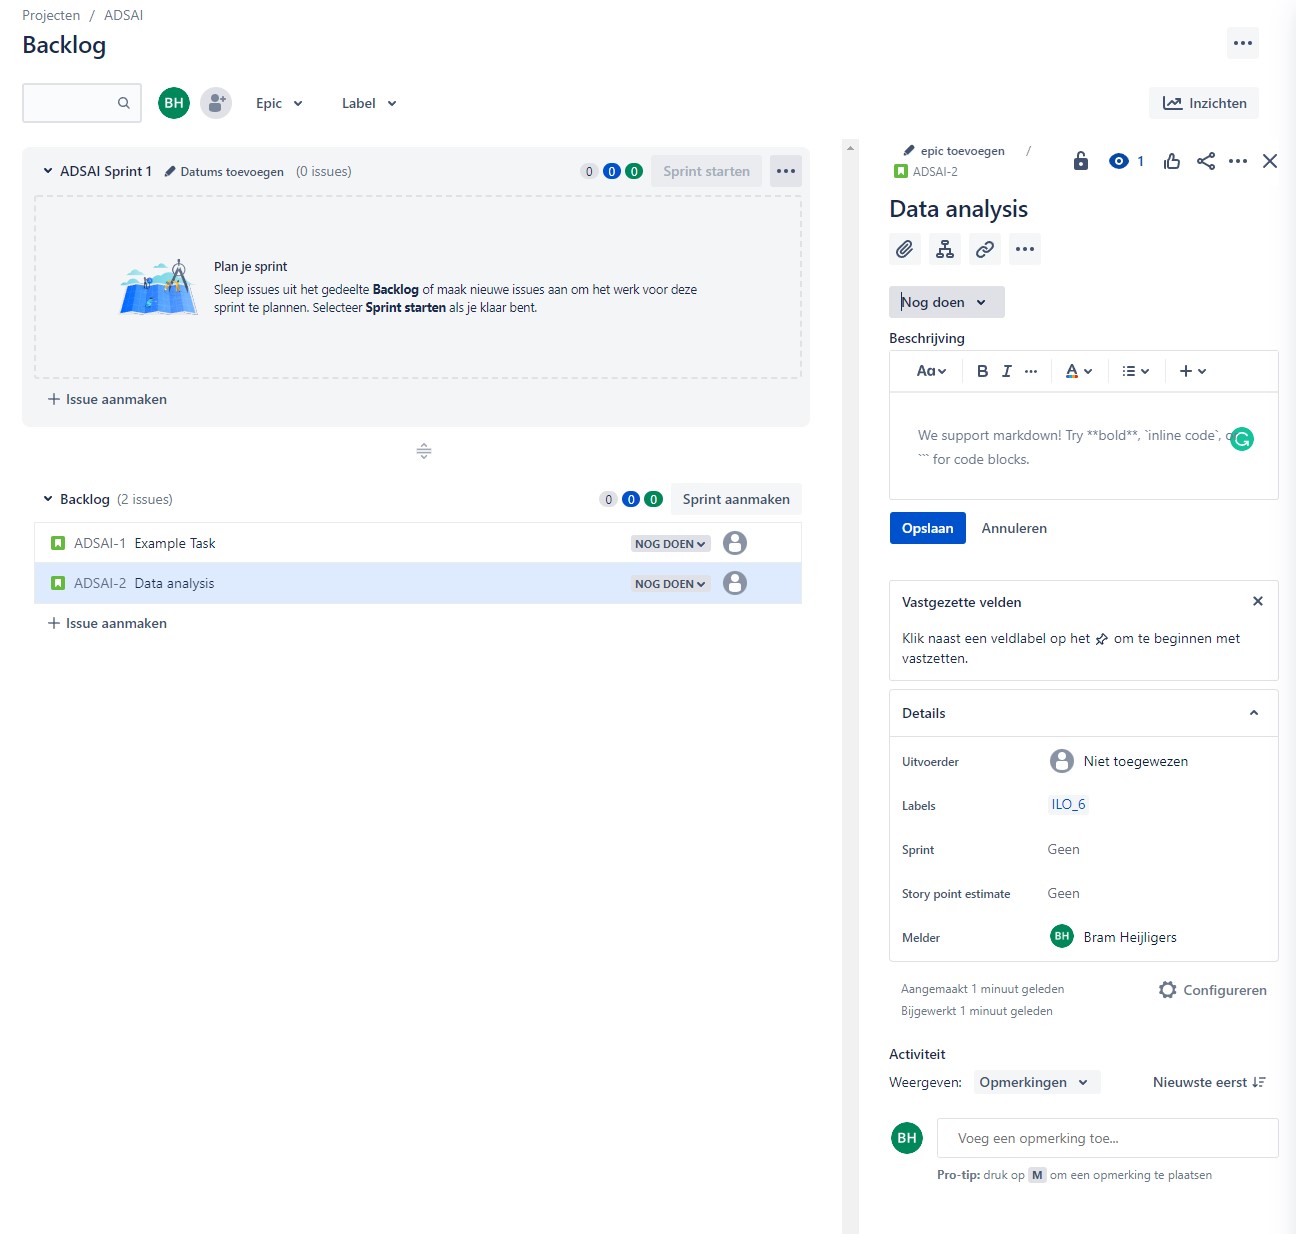 Projecten / ADSAI
Backlog
BH
Epic
Label
Inzichten
ADSAI Sprint 1 Datums toevoegen (0 issues) 0 0 0 Sprint starten
Plan je sprint
Sleep issues uit het gedeelte Backlog of maak nieuwe issues aan om het werk voor deze
sprint te plannen. Selecteer Sprint starten als je klaar bent.
+ Issue aanmaken
Backlog (2 issues) 0 0 0 Sprint aanmaken
ADSAI-1 Example Task NOG DOEN
ADSAI-2 Data analysis NOG DOEN
+ Issue aanmaken
epic toevoegen /
ADSAI-2
1
Data analysis
Nog doen
Beschrijving
Aa B I A
We support markdown! Try **bold**, `inline code`,
``` for code blocks.
Opslaan Annuleren
Vastgezette velden
Klik naast een veldlabel op het om te beginnen met
vastzetten.
Details
Uitvoerder Niet toegewezen
Labels ILO_6
Sprint Geen
Story point estimate Geen
Melder BH Bram Heijligers
Aangemaakt 1 minuut geleden
Bijgewerkt 1 minuut geleden
Configureren
Activiteit
Weergeven: Opmerkingen Nieuwste eerst
BH Voeg een opmerking toe...
Pro-tip: druk op M om een opmerking te plaatsen